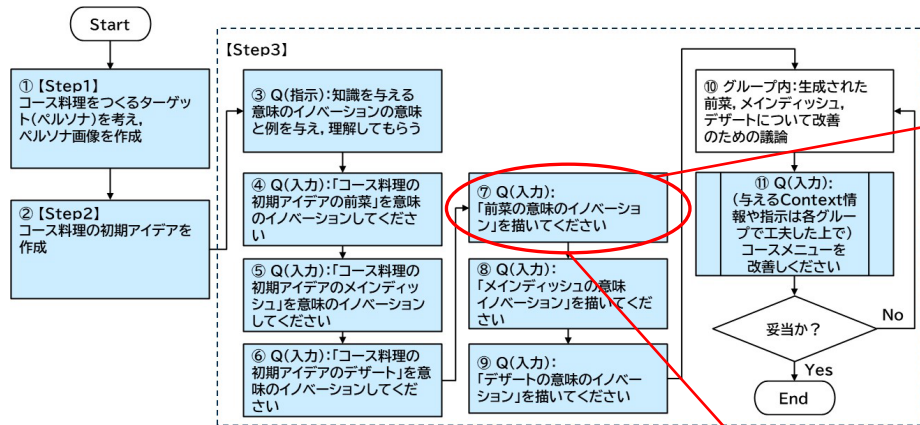 Start
① 【Step1】
コース料理をつくるターゲッ
ト(ペルソナ)を考え，
ペルソナ画像を作成
② 【Step2】
コース料理の初期アイデアを
作成
【Step3】
③ Q(指示):知識を与える
意味のイノベーションの意味
と例を与え，理解してもらう
④ Q(入力):「コース料理の
初期アイデアの前菜」を意味
のイノベーションしてくださ
い
⑤ Q(入力):「コース料理の
初期アイデアのメインディッ
シュ」を意味のイノベーション
してください
⑥ Q(入力):「コース料理の
初期アイデアのデザート」を意
味のイノベーションしてくだ
さい
⑦ Q(入力):
「前菜の意味のイノベーショ
ン」を描いてください
⑧ Q(入力):
「メインディッシュの意味
イノベーション」を描いてくだ
さい
⑨ Q(入力):
「デザートの意味のイノベー
ション」を描いてください
⑩ グループ内:生成された
前菜，メインディッシュ，
デザートについて改善
のための議論
⑪ Q(入力):
(与えるContext情
報や指示は各グルー
プで工夫した上で)
コースメニューを
改善しください
妥当か？
No
Yes
End